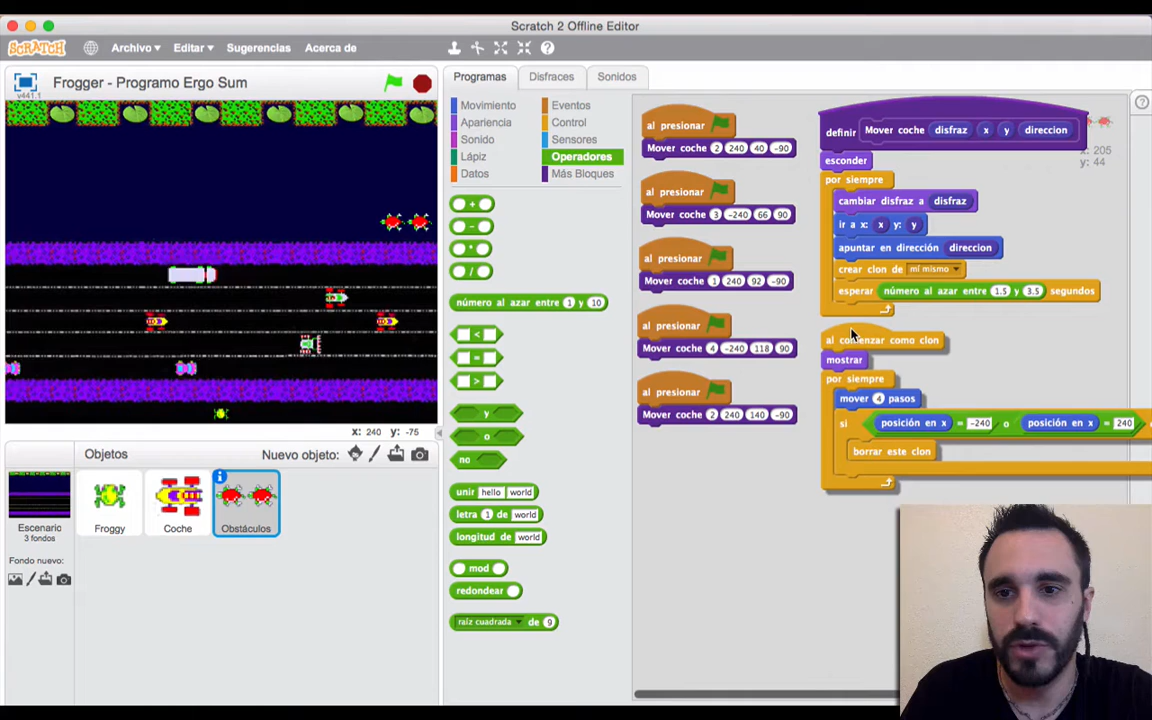 Scratch 2 Offline Editor
SCRATCH Archivo Editar Sugerencias Acerca de
v441.1 Frogger - Programo Ergo Sum
x: 240 y: -75
Objetos Nuevo objeto:
Escenario
3 fondos
Fondo nuevo:
Froggy Coche Obstáculos
Programas Disfraces Sonidos
Movimiento Eventos
Apariencia Control
Sonido Sensores
Lápiz Operadores
Datos Más Bloques
+
-
*
/
número al azar entre 1 y 10
<
=
>
y
o
no
unir hello world
letra 1 de world
longitud de world
mod
redondear
raíz cuadrada de 9
al presionar
Mover coche 2 240 40 -90
al presionar
Mover coche 3 -240 66 90
al presionar
Mover coche 1 240 92 -90
al presionar
Mover coche 4 -240 118 90
al presionar
Mover coche 2 240 140 -90
definir Mover coche disfraz x y direccion
esconder
por siempre
cambiar disfraz a disfraz
ir a x: x y: y
apuntar en dirección direccion
crear clon de mí mismo
esperar número al azar entre 1.5 y 3.5 segundos
al comenzar como clon
mostrar
por siempre
mover 4 pasos
si posición en x = -240 o posición en x = 240
borrar este clon
x: 205
y: 44